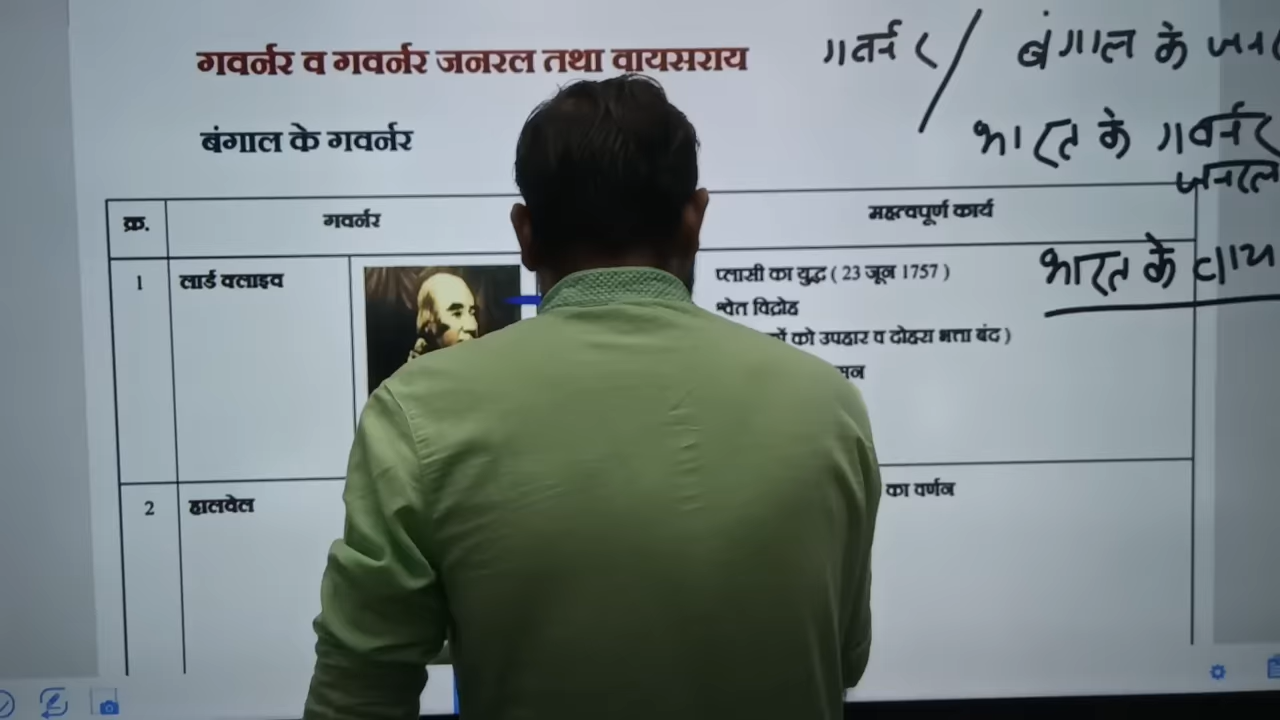 गवर्नर व गवर्नर जनरल तथा वायसराय
गवर्नर / बंगाल के
बंगाल के गवर्नर
भारत के गवर्नर
जनरल
क्र. गवर्नर महत्वपूर्ण कार्य
भारत के
1 लार्ड क्लाइव प्लासी का युद्ध ( 23 जून 1757 )
श्वेत विद्रोह
को उपहार व दोहरा भत्ता बंद )
2 हालवेल का वर्णन